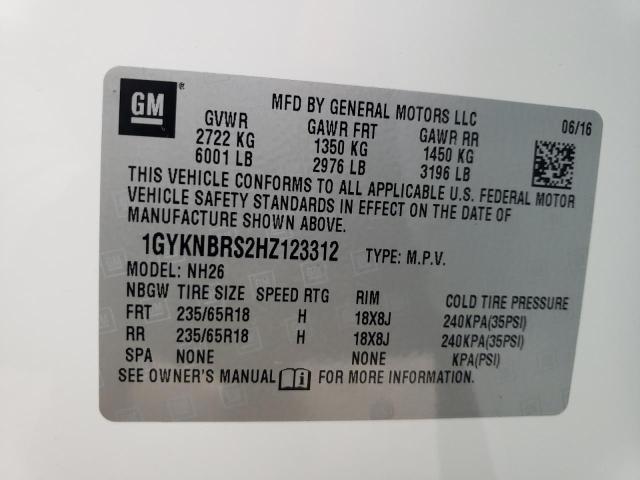 GM
MFD BY GENERAL MOTORS LLC
GVWR GAWR FRT GAWR RR 06/16
2722 KG 1350 KG 1450 KG
6001 LB 2976 LB 3196 LB
THIS VEHICLE CONFORMS TO ALL APPLICABLE U.S. FEDERAL MOTOR
VEHICLE SAFETY STANDARDS IN EFFECT ON THE DATE OF
MANUFACTURE SHOWN ABOVE.
1GYKNBRS2HZ123312 TYPE: M.P.V.
MODEL: NH26
NBGW TIRE SIZE SPEED RTG RIM COLD TIRE PRESSURE
FRT 235/65R18 H 18X8J 240KPA(35PSI)
RR 235/65R18 H 18X8J 240KPA(35PSI)
SPA NONE NONE KPA(PSI)
SEE OWNER'S MANUAL FOR MORE INFORMATION.